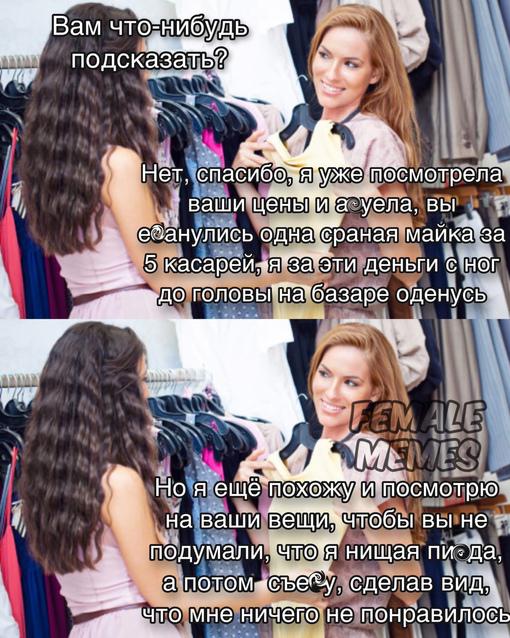 Вам что-нибудь
подсказать?
Нет, спасибо, я уже посмотрела
ваши цены и а уела, вы
е анулись одна сраная майка за
5 касарей, я за эти деньги с ног
до головы на базаре оденусь
FEMALE
MEMES
Но я ещё похожу и посмотрю
на ваши вещи, чтобы вы не
подумали, что я нищая пи да,
а потом съе у, сделав вид,
что мне ничего не понравилось